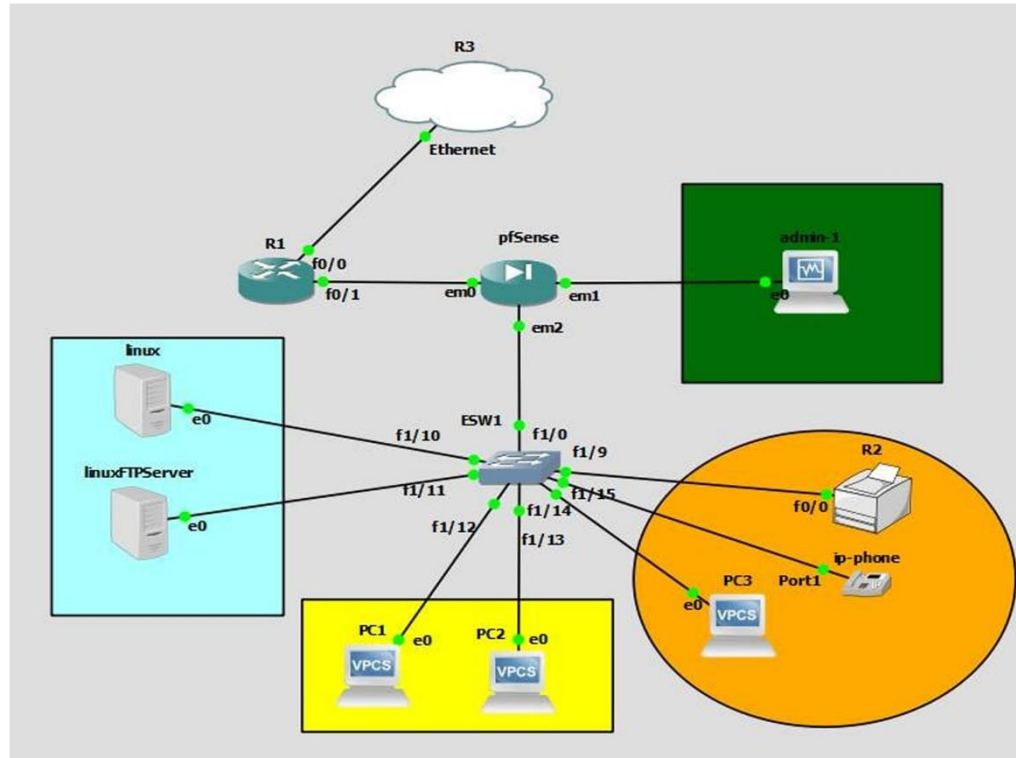 R3
Ethernet
R1
f0/0
f0/1
pfSense
em0
em1
em2
admin-1
e0
linux
e0
linuxFTPServer
e0
ESW1
f1/0
f1/10
f1/9
f1/11
f1/15
f1/12
f1/14
f1/13
R2
f0/0
ip-phone
Port1
PC3
e0
VPCS
PC1
e0
VPCS
PC2
e0
VPCS